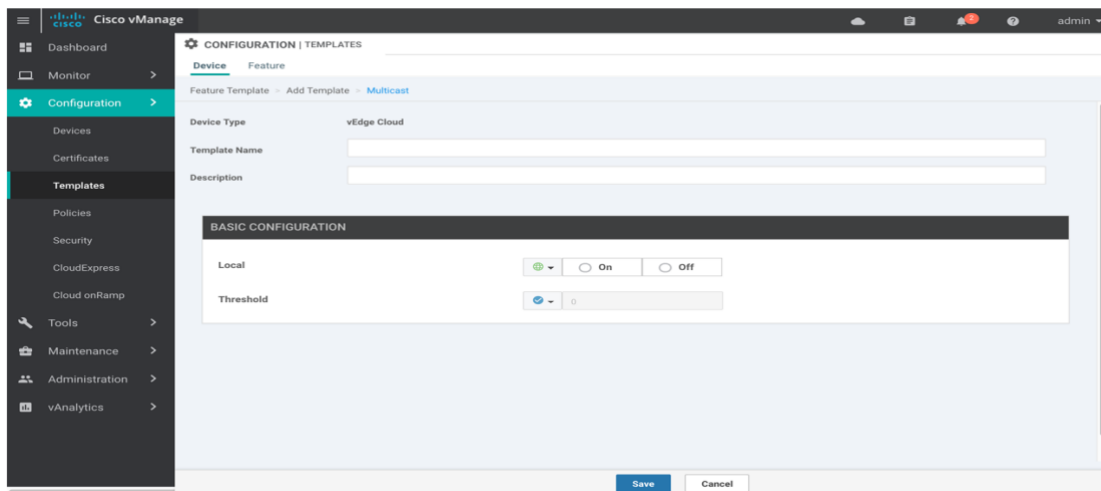 cisco Cisco vManage
2
admin
Dashboard
Monitor
Configuration
Devices
Certificates
Templates
Policies
Security
CloudExpress
Cloud onRamp
Tools
Maintenance
Administration
vAnalytics
CONFIGURATION | TEMPLATES
Device Feature
Feature Template > Add Template > Multicast
Device Type vEdge Cloud
Template Name
Description
BASIC CONFIGURATION
Local On Off
Threshold 0
Save Cancel